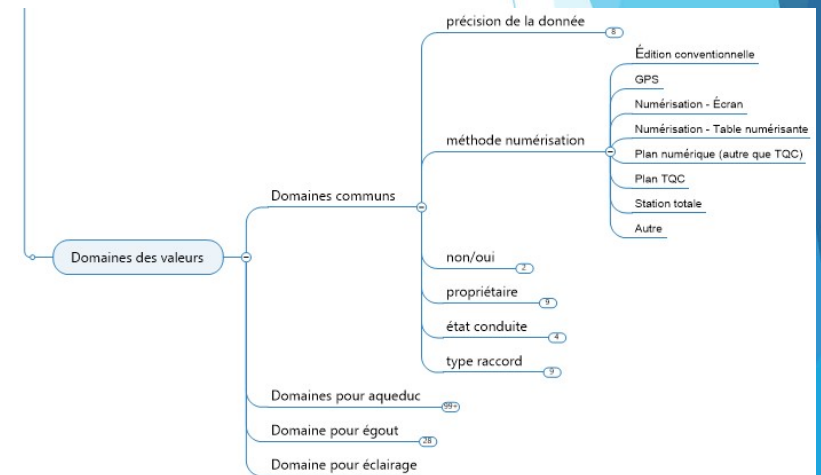 précision de la donnée
8
Édition conventionnelle
GPS
Numérisation - Écran
Numérisation - Table numérisante
méthode numérisation
Plan numérique (autre que TQC)
Plan TQC
Station totale
Autre
Domaines communs
non/oui
2
Domaines des valeurs
propriétaire
9
état conduite
4
type raccord
9
Domaines pour aqueduc
99+
Domaine pour égout
28
Domaine pour éclairage